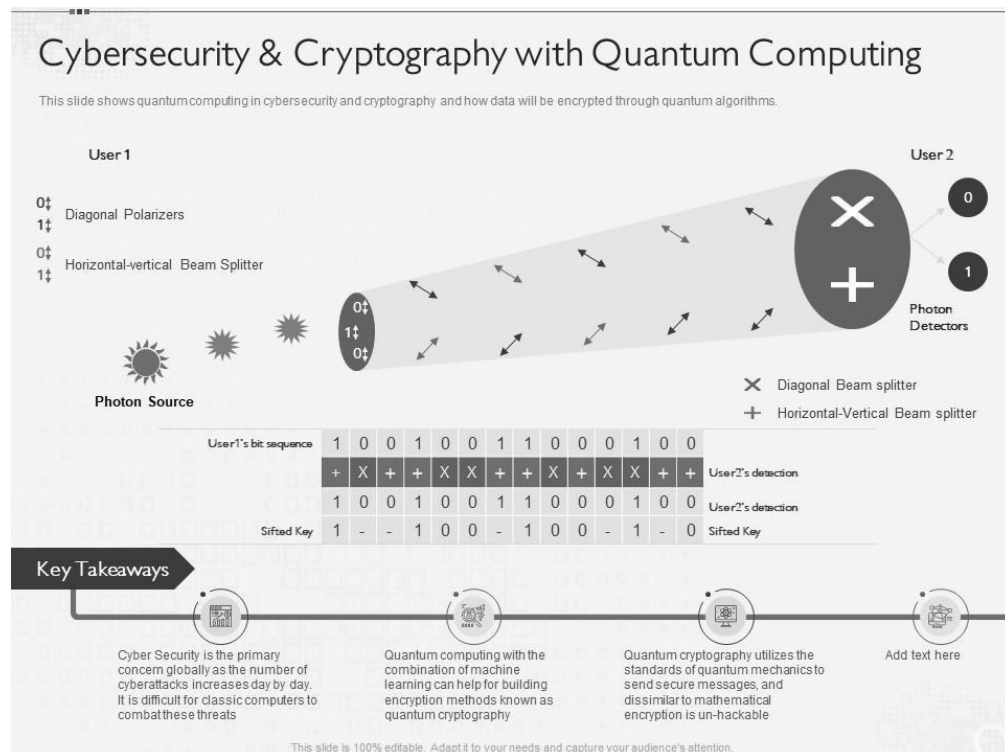 Cybersecurity & Cryptography with Quantum Computing
This slide shows quantum computing in cybersecurity and cryptography and how data will be encrypted through quantum algorithms.
User 1
User 2
0
1
Diagonal Polarizers
0
1
Horizontal-vertical Beam Splitter
0
1
0
0
1
Photon
Detectors
Photon Source
Diagonal Beam splitter
Horizontal-Vertical Beam splitter
User1's bit sequence 1 0 0 1 0 0 1 1 0 0 0 1 0 0
+ X + + X X + + X + X X + + User2's detection
1 0 0 1 0 0 1 1 0 0 0 1 0 0 User2's detection
Sifted Key 1 - - 1 0 0 - 1 0 0 - 1 - 0 Sifted Key
Key Takeaways
Cyber Security is the primary
concern globally as the number of
cyberattacks increases day by day.
It is difficult for classic computers to
combat these threats
Quantum computing with the
combination of machine
learning can help for building
encryption methods known as
quantum cryptography
Quantum cryptography utilizes the
standards of quantum mechanics to
send secure messages, and
dissimilar to mathematical
encryption is un-hackable
Add text here
This slide is 100% editable. Adapt it to your needs and capture your audience's attention.